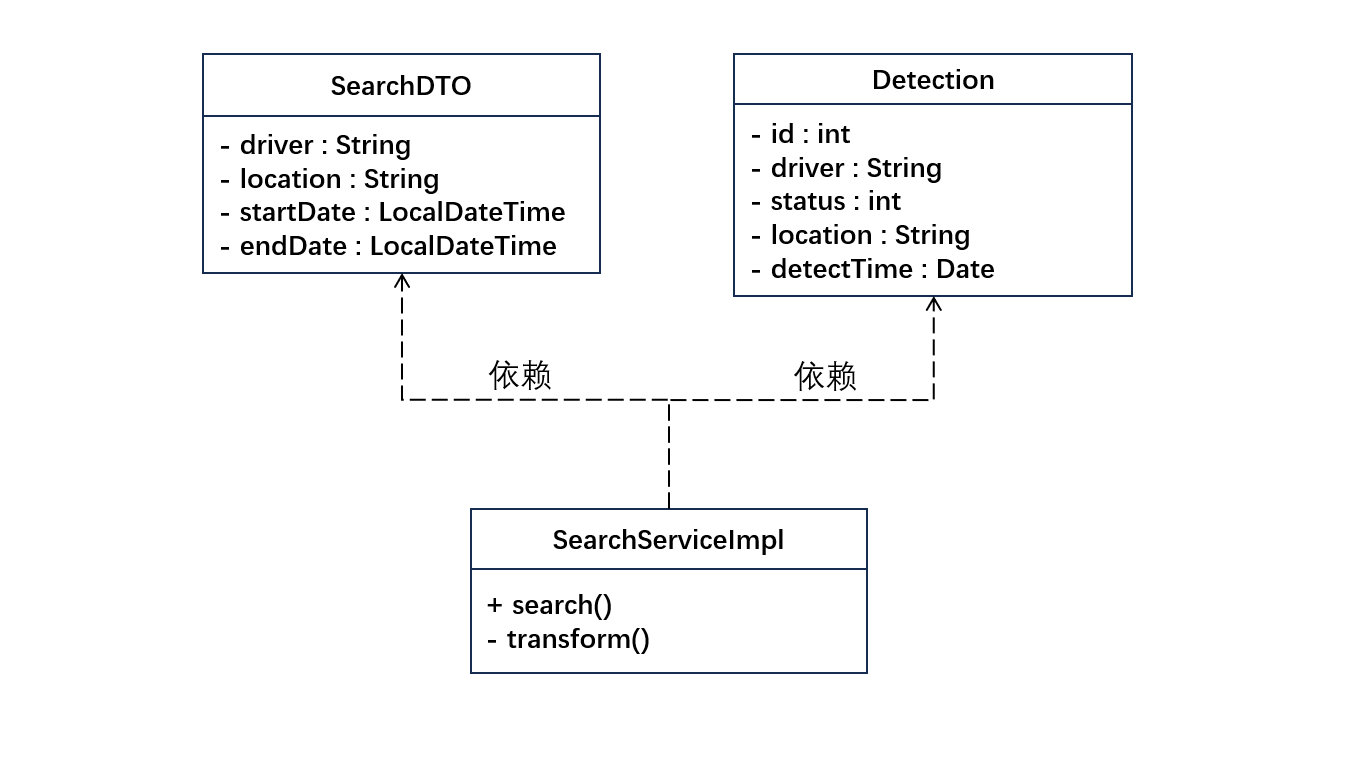 SearchDTO
- driver : String
- location : String
- startDate : LocalDateTime
- endDate : LocalDateTime
Detection
- id : int
- driver : String
- status : int
- location : String
- detectTime : Date
依赖
依赖
SearchServiceImpl
+ search()
- transform()